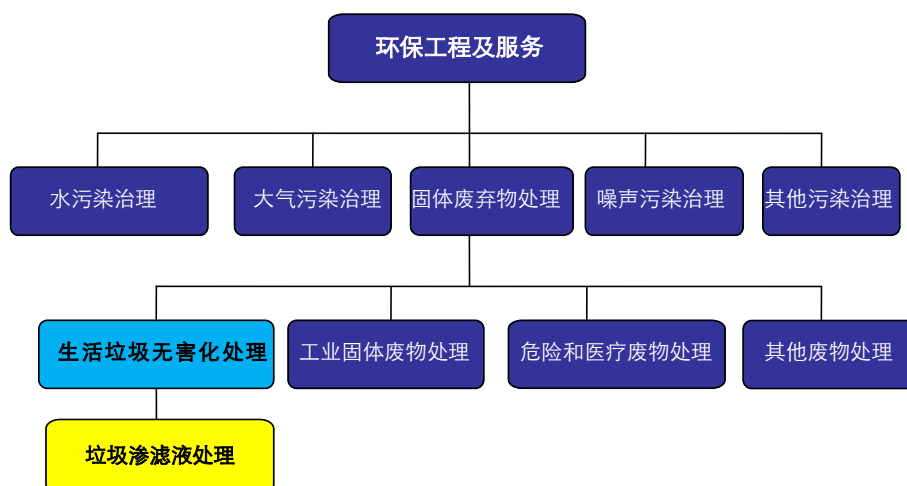 环保工程及服务
水污染治理
大气污染治理
固体废弃物处理
噪声污染治理
其他污染治理
生活垃圾无害化处理
工业固体废物处理
危险和医疗废物处理
其他废物处理
垃圾渗滤液处理